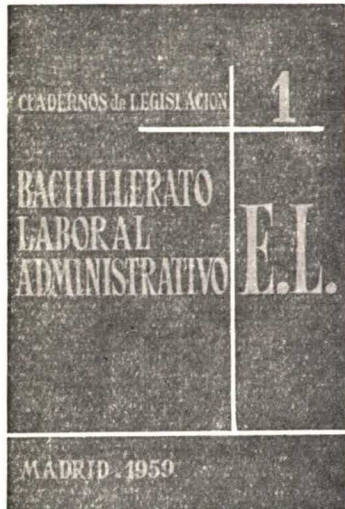 CUADERNOS de LEGISLACION 1
BACHILLERATO
LABORAL
ADMINISTRATIVO E.L.
MADRID.1959